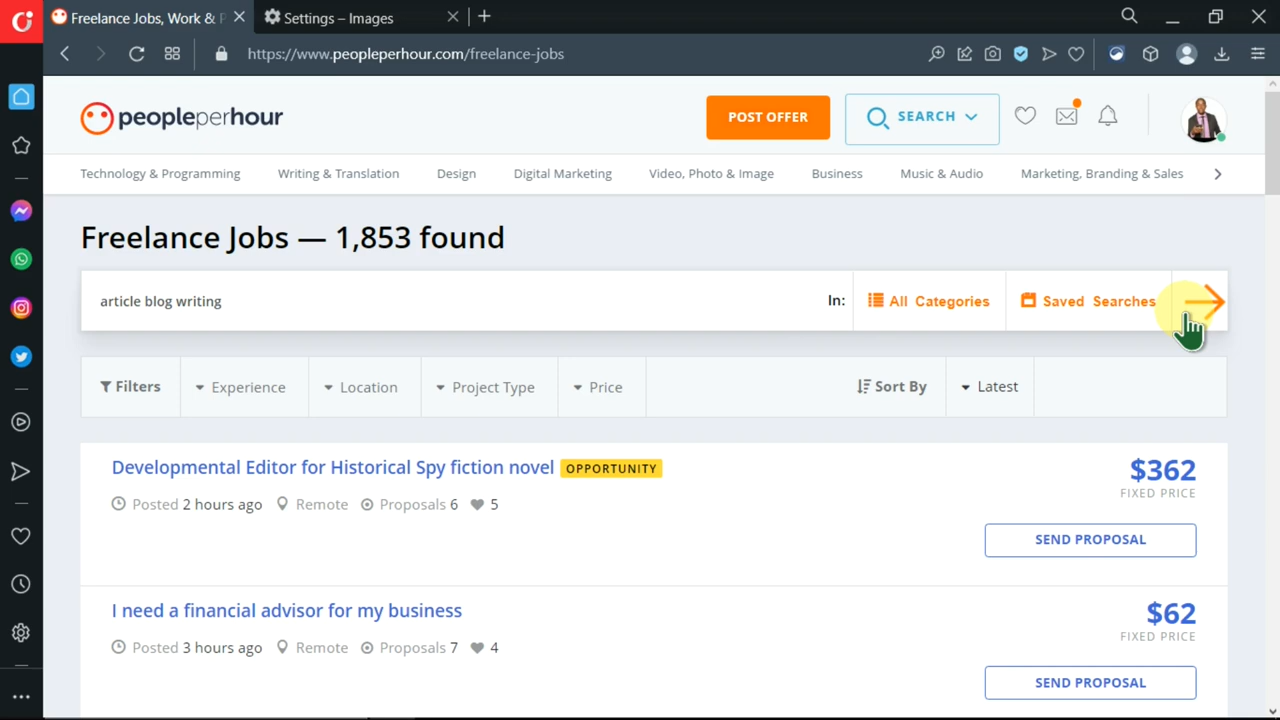 Freelance Jobs, Work & P
Settings – Images
https://www.peopleperhour.com/freelance-jobs
peopleperhour
POST OFFER
SEARCH
Technology & Programming
Writing & Translation
Design
Digital Marketing
Video, Photo & Image
Business
Music & Audio
Marketing, Branding & Sales
Freelance Jobs — 1,853 found
article blog writing
In:
All Categories
Saved Searches
Filters
Experience
Location
Project Type
Price
Sort By
Latest
Developmental Editor for Historical Spy fiction novel OPPORTUNITY
$362
FIXED PRICE
Posted 2 hours ago Remote Proposals 6 5
SEND PROPOSAL
I need a financial advisor for my business
$62
FIXED PRICE
Posted 3 hours ago Remote Proposals 7 4
SEND PROPOSAL